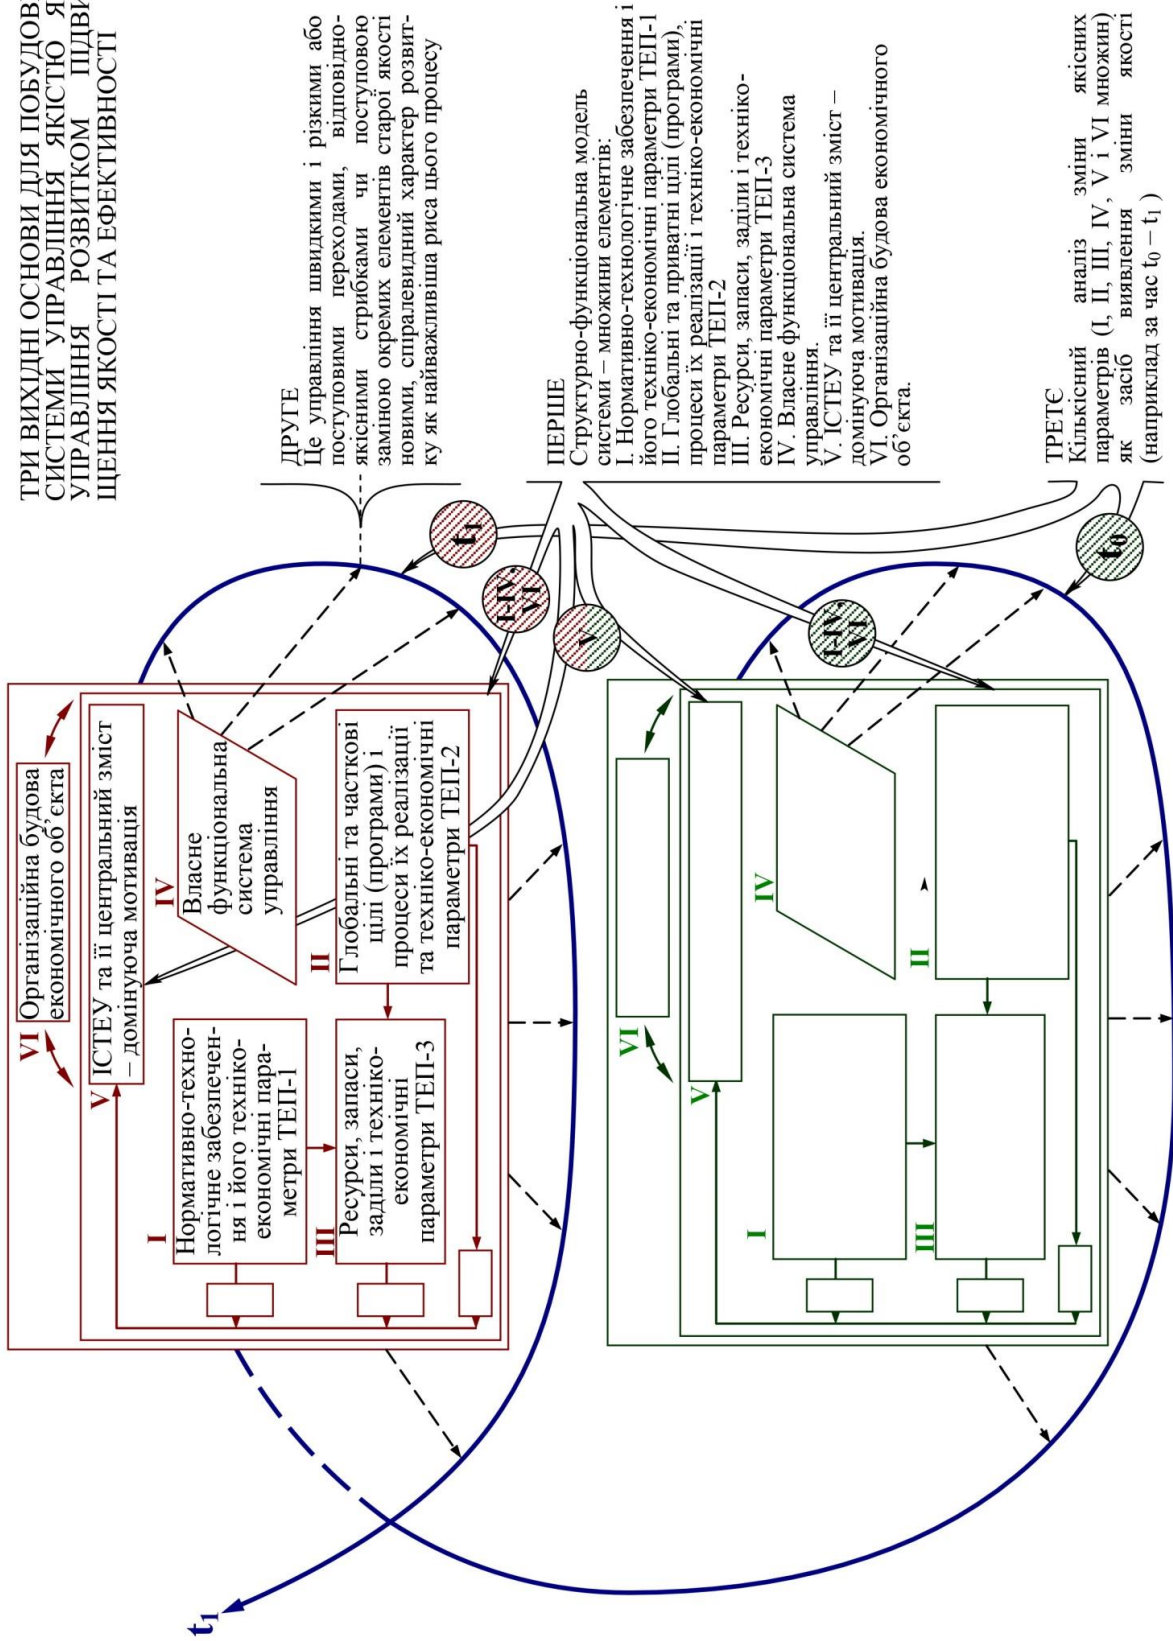 ТРИ ВИХІДНІ ОСНОВИ ДЛЯ ПОБУДОВ
СИСТЕМИ УПРАВЛІННЯ ЯКІСТЮ Я
УПРАВЛІННЯ РОЗВИТКОМ ПІДВИ
ЩЕННЯ ЯКОСТІ ТА ЕФЕКТИВНОСТІ
ДРУГЕ
Це управління швидкими і різкими або
поступовими переходами, відповідно-
якісними стрибками чи поступовою
заміною окремих елементів старої якості
новими, спралевидний характер розвит-
ку як найважливіша риса цього процесу
ПЕРШЕ
Структурно-функціональна модель
системи – множини елементів:
I. Нормативно-технологічне забезпечення і
його техніко-економічні параметри ТЕП-1
II. Глобальні та приватні цілі (програми),
процеси їх реалізації і техніко-економічні
параметри ТЕП-2
III. Ресурси, запаси, заділи і техніко-
економічні параметри ТЕП-3
IV. Власне функціональна система
управління.
V. ІСТЕУ та її центральний зміст –
домінуюча мотивація.
VI. Організаційна будова економічного
об’єкта.
ТРЕТЄ
Кількісний аналіз зміни якісних
параметрів (I, II, III, IV, V і VI множин)
як засіб виявлення зміни якості
(наприклад за час t₀ – t₁ )
t₁
I-IV,
VI
V
I-IV,
VI
t₀
VI
Організаційна будова
економічного об’єкта
V
ІСТЕУ та її центральний зміст
– домінуюча мотивація
IV
Власне
функціональна
система
управління
I
Нормативно-техно-
логічне забезпечен-
ня і його техніко-
економічні пара-
метри ТЕП-1
II
Глобальні та часткові
цілі (програми) і
процеси їх реалізації
та техніко-економічні
параметри ТЕП-2
III
Ресурси, запаси,
заділи і техніко-
економічні
параметри ТЕП-3
VI
V
IV
I
II
III
t₁